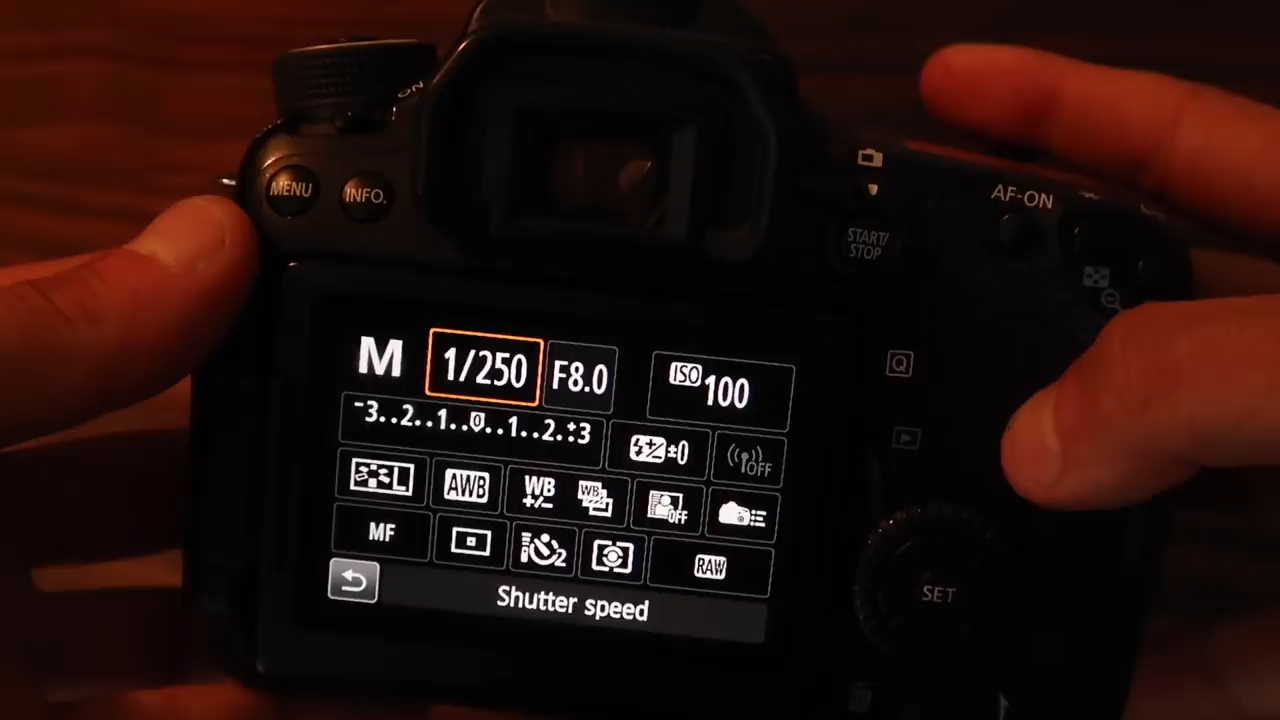 ON
MENU INFO.
AF-ON
START/
STOP
Q
M 1/250 F8.0 ISO 100
-3..2..1..0..1..2.:+3 ±0 OFF
L AWB WB +/- WB OFF
MF 2 RAW
Shutter speed
SET